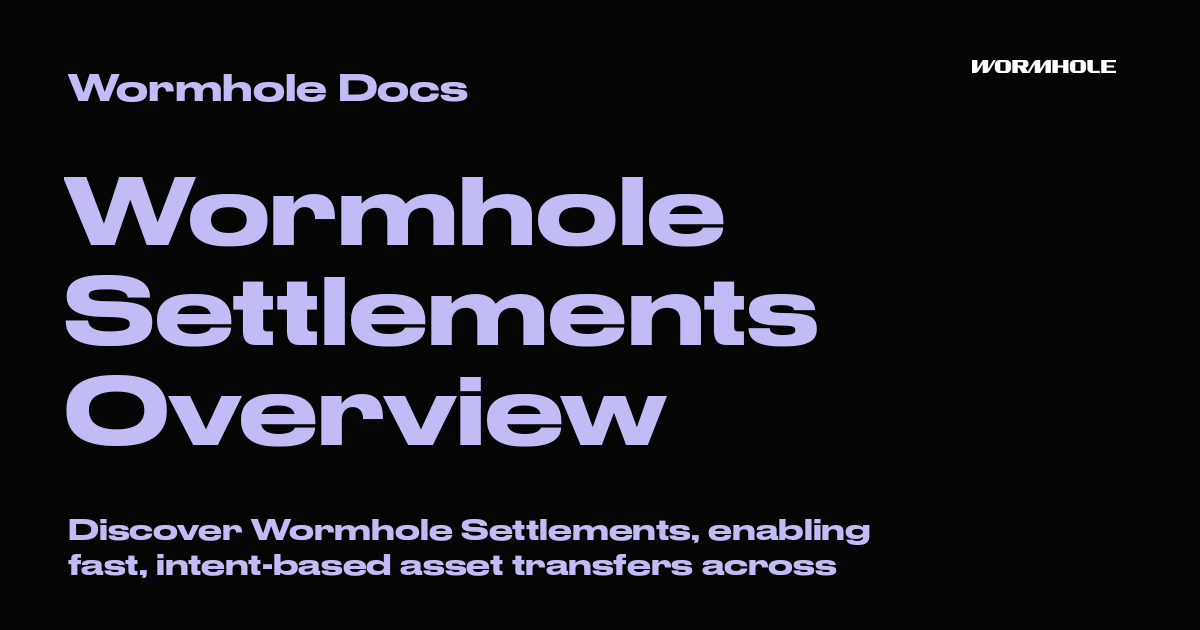 Wormhole Docs
WORMHOLE
Wormhole
Settlements
Overview
Discover Wormhole Settlements, enabling
fast, intent-based asset transfers across